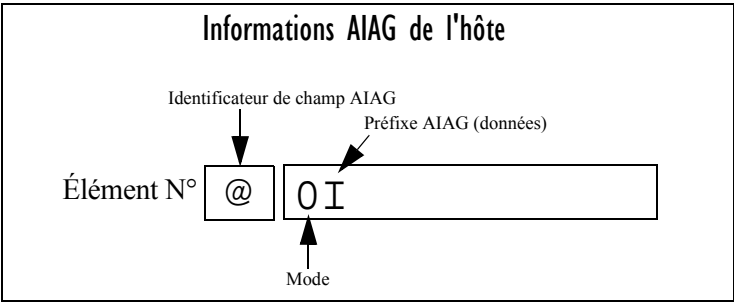 Informations AIAG de l'hôte
Identificateur de champ AIAG
Préfixe AIAG (données)
Élément N° @ 0I
Mode